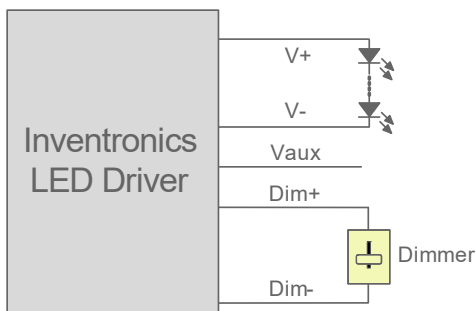 Inventronics
LED Driver
V+
V-
Vaux
Dim+
Dimmer
Dim-